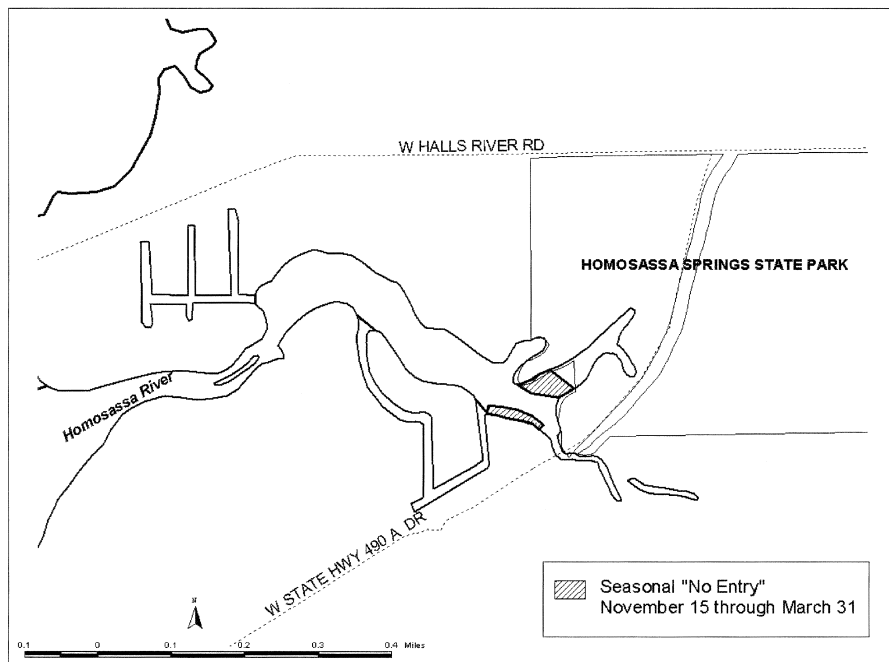 W HALLS RIVER RD
HOMOSASSA SPRINGS STATE PARK
Homosassa River
W STATE HWY 490 A DR
Seasonal "No Entry"
November 15 through March 31
N
0.1 0 0.1 0.2 0.3 0.4 Miles